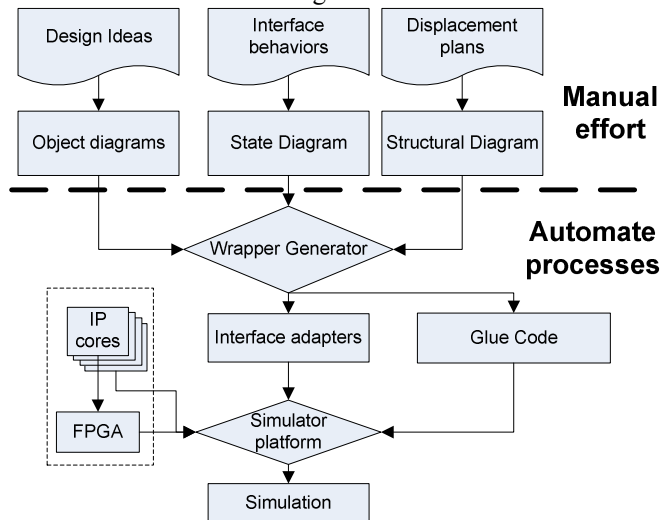 Design Ideas
Interface
behaviors
Displacement
plans
Manual
effort
Object diagrams
State Diagram
Structural Diagram
Wrapper Generator
Automate
processes
IP
cores
Interface adapters
Glue Code
FPGA
Simulator
platform
Simulation